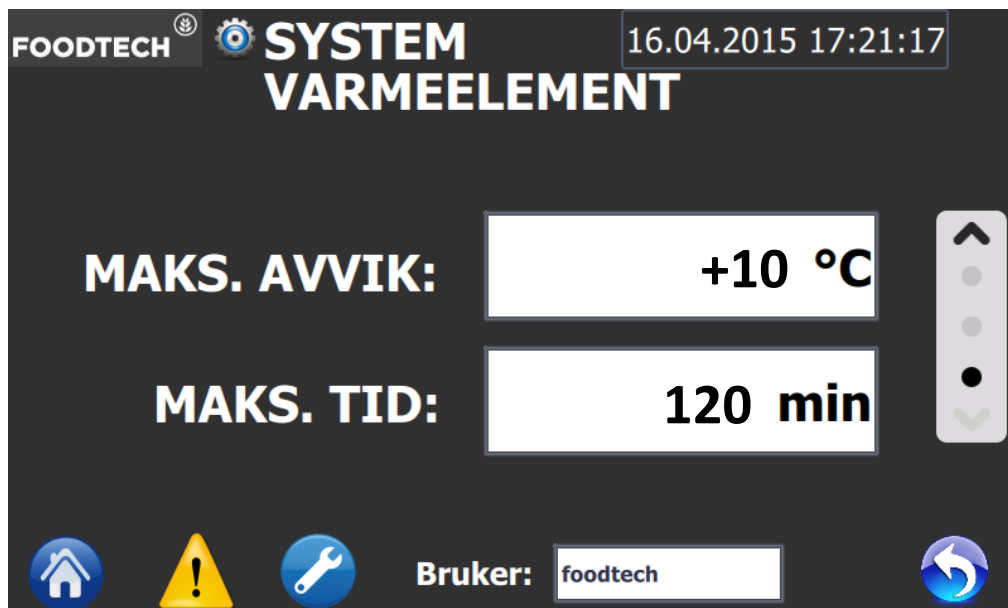 FOODTECH®
SYSTEM
VARMEELEMENT
16.04.2015 17:21:17
MAKS. AVVIK: +10 °C
MAKS. TID: 120 min
Bruker: foodtech